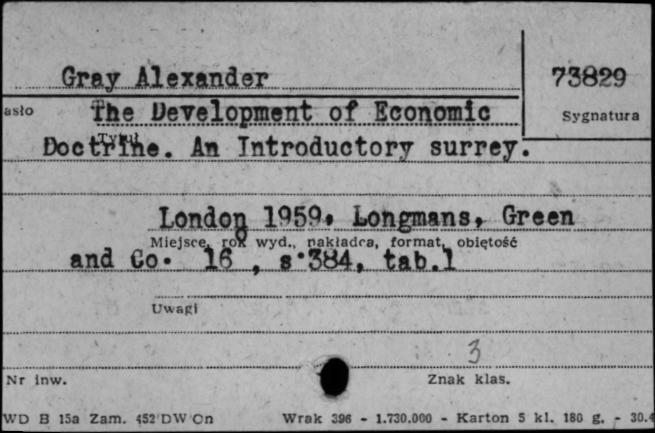 Gray Alexander
73829
asło
The Development of Economic
Sygnatura
Tytuł
Doctrine. An Introductory surrey.
London 1959, Longmans, Green
Miejsce, rok wyd., nakładca, format, objętość
and Co. 16 , s.384, tab.1
Uwagi
3
Nr inw.
Znak klas.
WD B 15a Zam. 452 DW On Wrak 396 - 1.730.000 - Karton 5 kl. 180 g. - 30.4